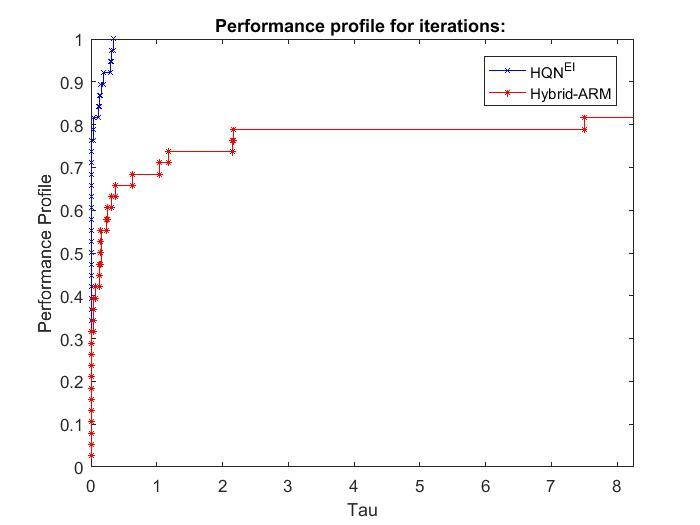 Performance profile for iterations:
HQN^EI
Hybrid-ARM
Performance Profile
1
0.9
0.8
0.7
0.6
0.5
0.4
0.3
0.2
0.1
0
0 1 2 3 4 5 6 7 8
Tau